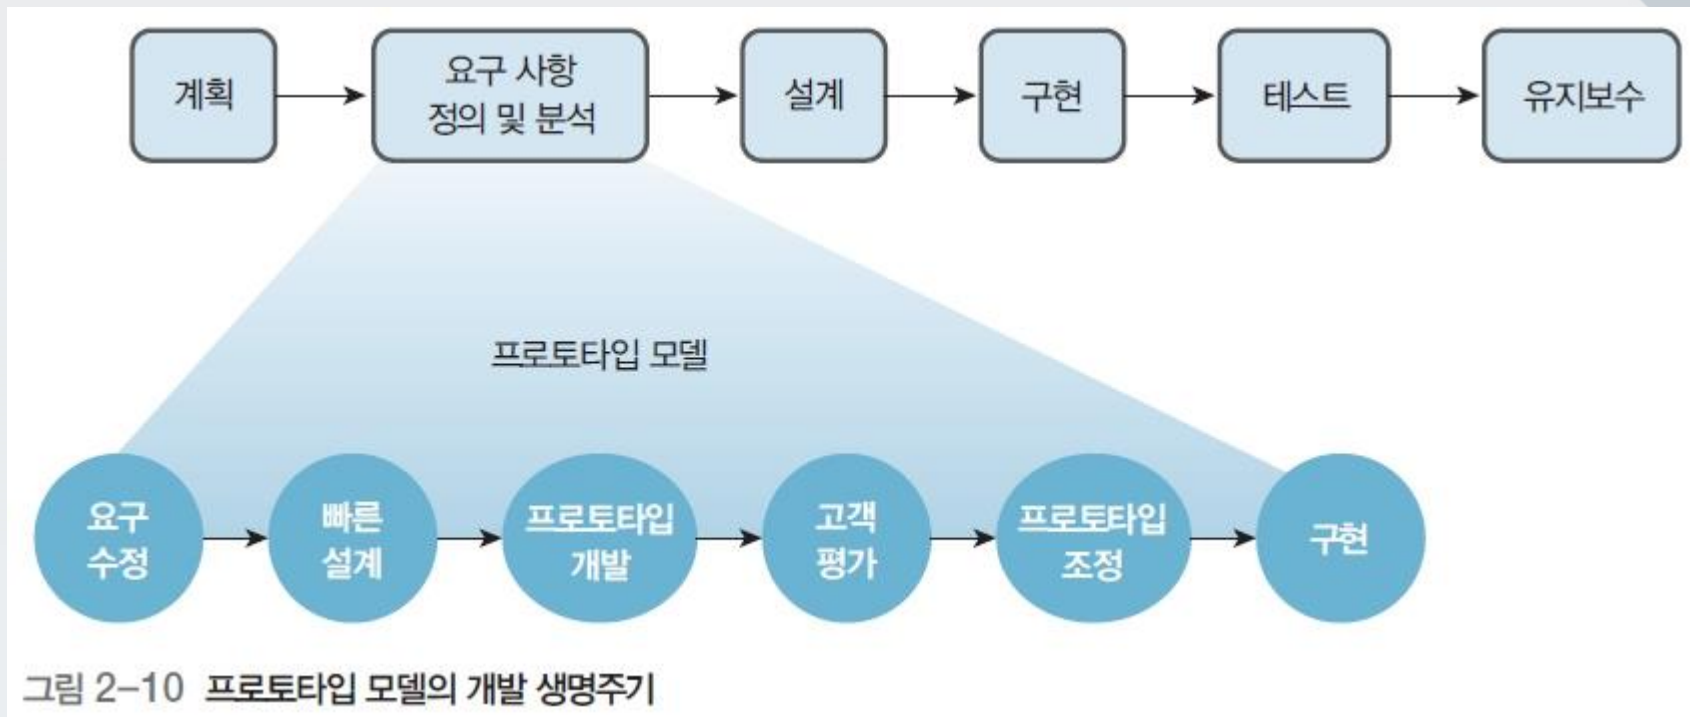 계획
요구 사항
정의 및 분석
설계
구현
테스트
유지보수
프로토타입 모델
요구
수정
빠른
설계
프로토타입
개발
고객
평가
프로토타입
조정
구현
그림 2-10 프로토타입 모델의 개발 생명주기